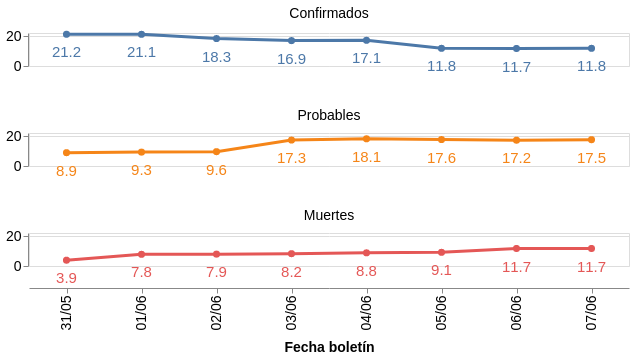 Confirmados
20
0
21.2 21.1 18.3 16.9 17.1 11.8 11.7 11.8
Probables
20
0
8.9 9.3 9.6 17.3 18.1 17.6 17.2 17.5
Muertes
20
0
3.9 7.8 7.9 8.2 8.8 9.1 11.7 11.7
31/05 01/06 02/06 03/06 04/06 05/06 06/06 07/06
Fecha boletín